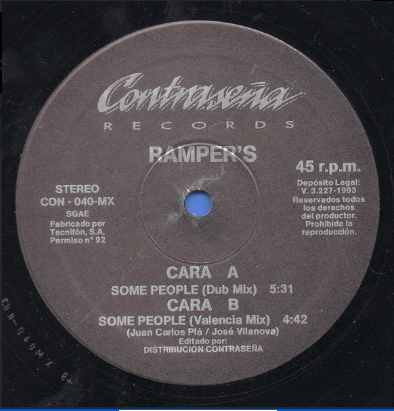 Contraseña
RECORDS
RAMPER'S
45 r.p.m.
STEREO
CON - 040-MX
SGAE
Fabricado por
Tecnifón, S.A.
Permiso nº 92
Depósito Legal:
V. 3.227-1993
Reservados todos
los derechos
del productor.
Prohibido la
reproducción.
CARA A
SOME PEOPLE (Dub Mix) 5:31
CARA B
SOME PEOPLE (Valencia Mix) 4:42
(Juan Carlos Plá / José Vilanova)
Editado por:
DISTRIBUCION CONTRASEÑA